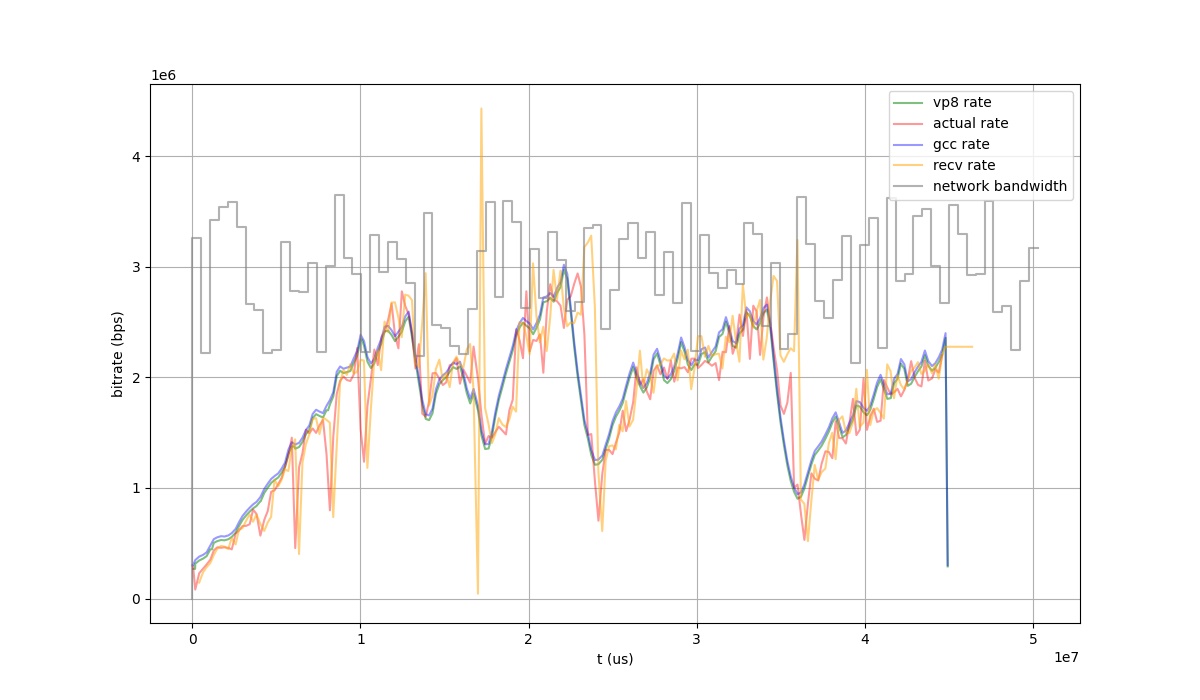 1e6
vp8 rate
actual rate
gcc rate
recv rate
network bandwidth
4
3
2
1
0
bitrate (bps)
0 1 2 3 4 5
t (us)
1e7